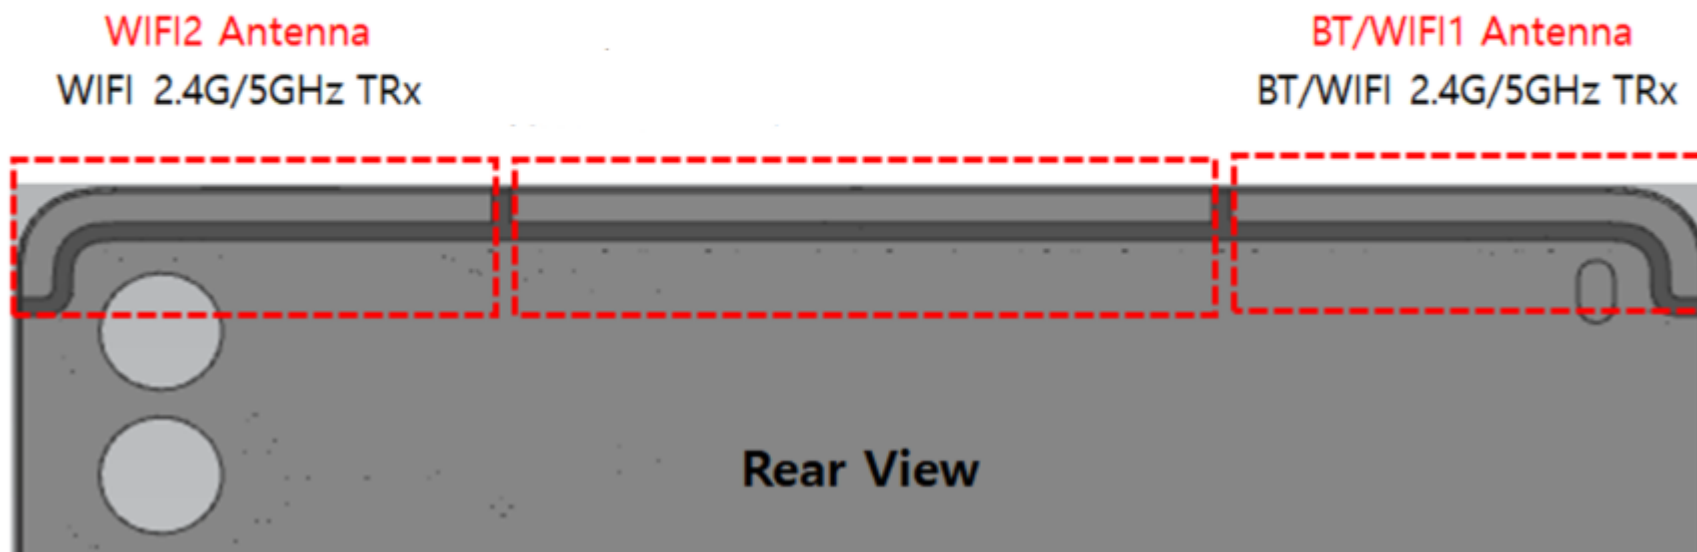 WIFI2 Antenna
WIFI 2.4G/5GHz TRx
BT/WIFI1 Antenna
BT/WIFI 2.4G/5GHz TRx
Rear View